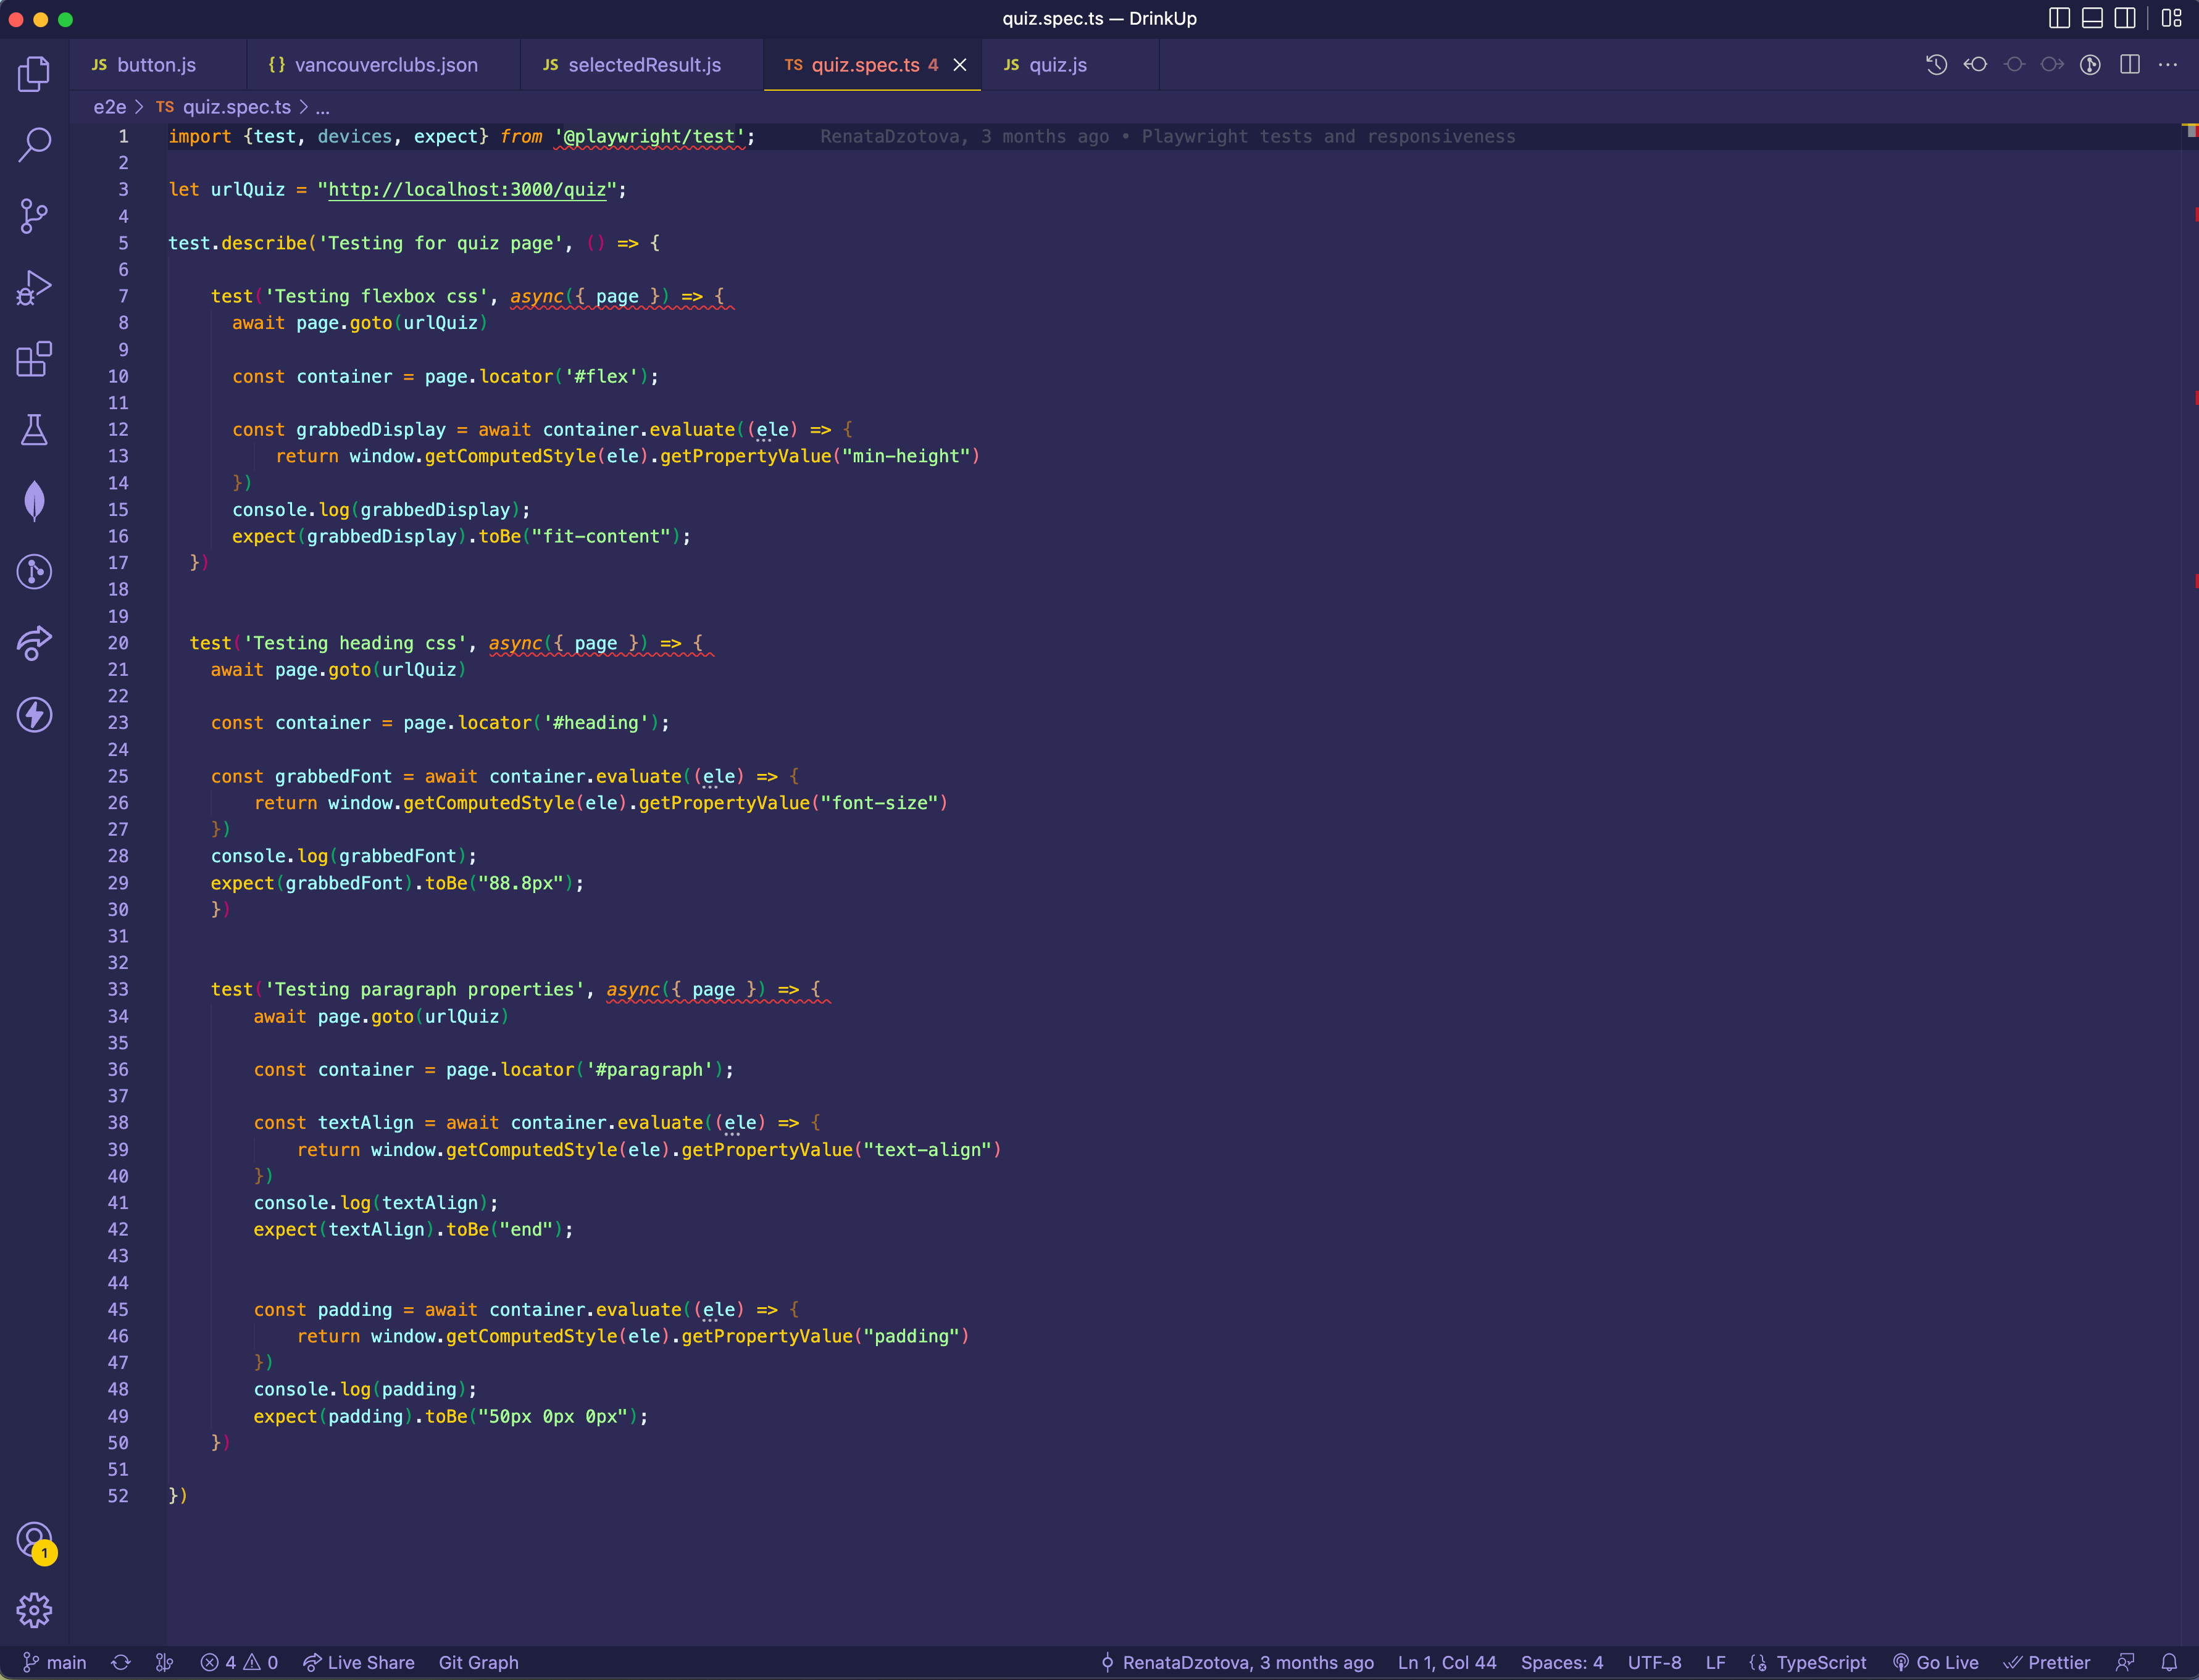 quiz.spec.ts — DrinkUp
JS button.js {} vancouverclubs.json JS selectedResult.js TS quiz.spec.ts 4 JS quiz.js
e2e > TS quiz.spec.ts > ...
1 import {test, devices, expect} from '@playwright/test'; RenataDzotova, 3 months ago • Playwright tests and responsiveness
2
3 let urlQuiz = "http://localhost:3000/quiz";
4
5 test.describe('Testing for quiz page', () => {
6
7 test('Testing flexbox css', async({ page }) => {
8 await page.goto(urlQuiz)
9
10 const container = page.locator('#flex');
11
12 const grabbedDisplay = await container.evaluate((ele) => {
13 return window.getComputedStyle(ele).getPropertyValue("min-height")
14 })
15 console.log(grabbedDisplay);
16 expect(grabbedDisplay).toBe("fit-content");
17 })
18
19
20 test('Testing heading css', async({ page }) => {
21 await page.goto(urlQuiz)
22
23 const container = page.locator('#heading');
24
25 const grabbedFont = await container.evaluate((ele) => {
26 return window.getComputedStyle(ele).getPropertyValue("font-size")
27 })
28 console.log(grabbedFont);
29 expect(grabbedFont).toBe("88.8px");
30 })
31
32
33 test('Testing paragraph properties', async({ page }) => {
34 await page.goto(urlQuiz)
35
36 const container = page.locator('#paragraph');
37
38 const textAlign = await container.evaluate((ele) => {
39 return window.getComputedStyle(ele).getPropertyValue("text-align")
40 })
41 console.log(textAlign);
42 expect(textAlign).toBe("end");
43
44
45 const padding = await container.evaluate((ele) => {
46 return window.getComputedStyle(ele).getPropertyValue("padding")
47 })
48 console.log(padding);
49 expect(padding).toBe("50px 0px 0px");
50 })
51
52 })
1
main 4 0 Live Share Git Graph RenataDzotova, 3 months ago Ln 1, Col 44 Spaces: 4 UTF-8 LF TypeScript Go Live Prettier